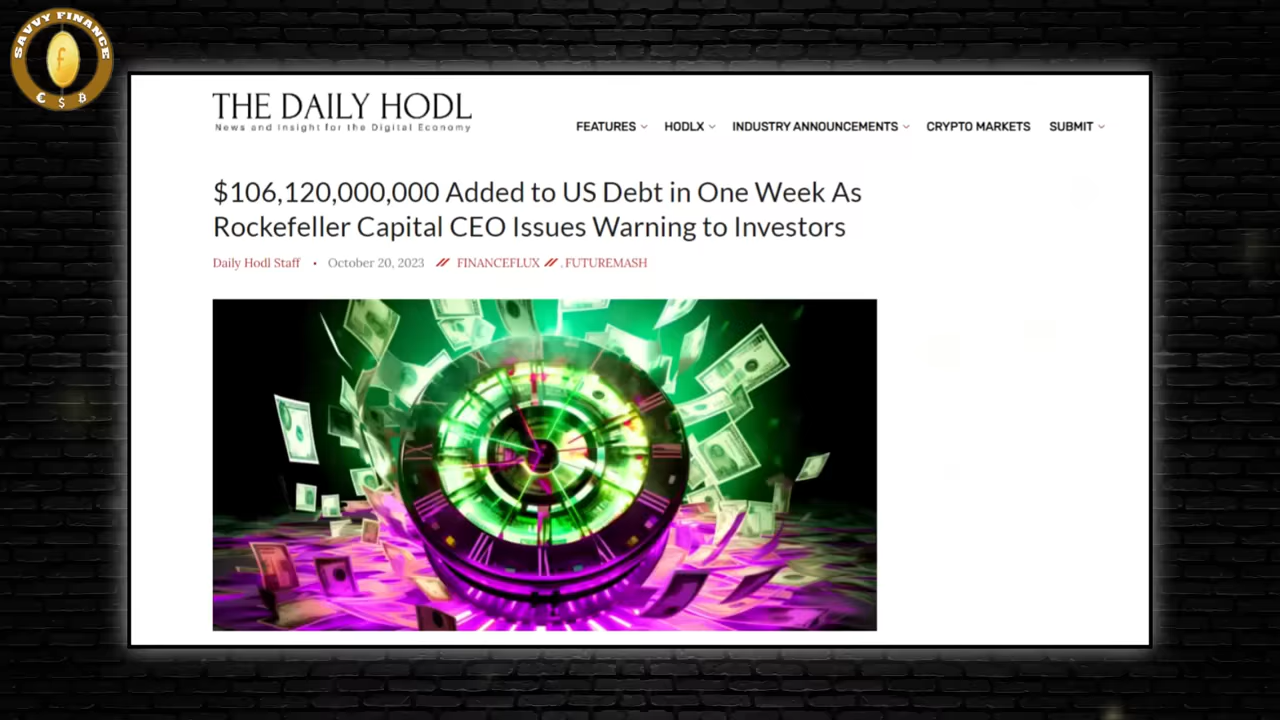 SAVVY FINANCE
f
€ $ B
THE DAILY HODL
News and Insight for the Digital Economy
FEATURES HODLX INDUSTRY ANNOUNCEMENTS CRYPTO MARKETS SUBMIT
$106,120,000,000 Added to US Debt in One Week As
Rockefeller Capital CEO Issues Warning to Investors
Daily Hodl Staff • October 20, 2023 // FINANCEFLUX // , FUTUREMASH